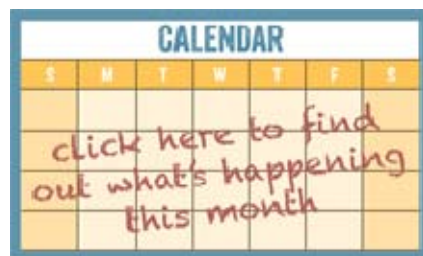 CALENDAR
S M T W T F S
click here to find
out what's happening
this month